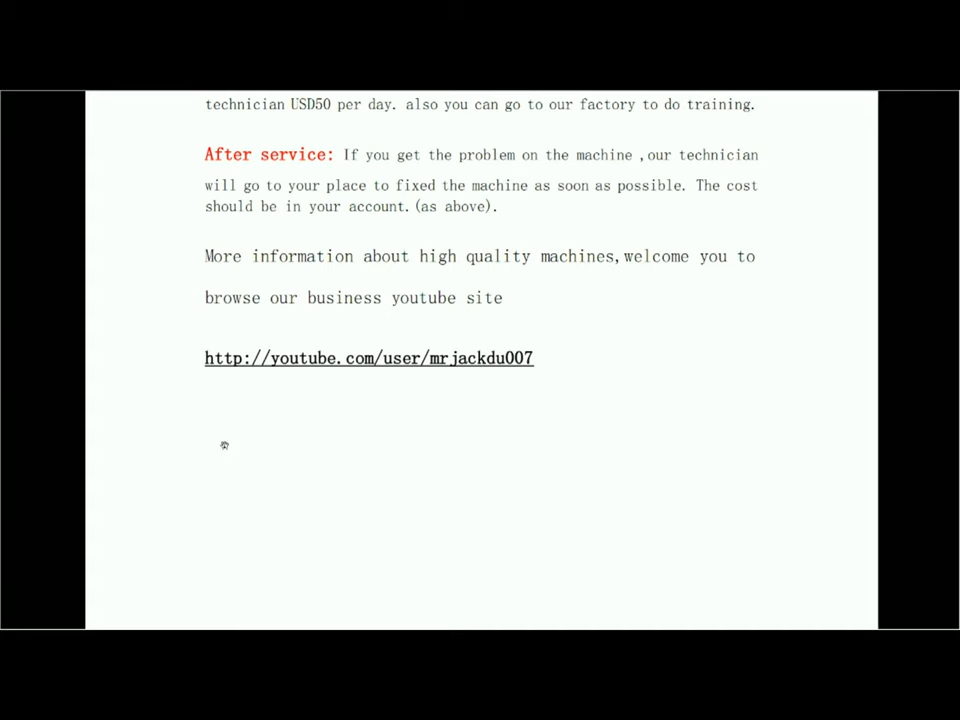 technician USD50 per day. also you can go to our factory to do training.
After service: If you get the problem on the machine ,our technician
will go to your place to fixed the machine as soon as possible. The cost
should be in your account.(as above).
More information about high quality machines,welcome you to
browse our business youtube site
http://youtube.com/user/mrjackdu007